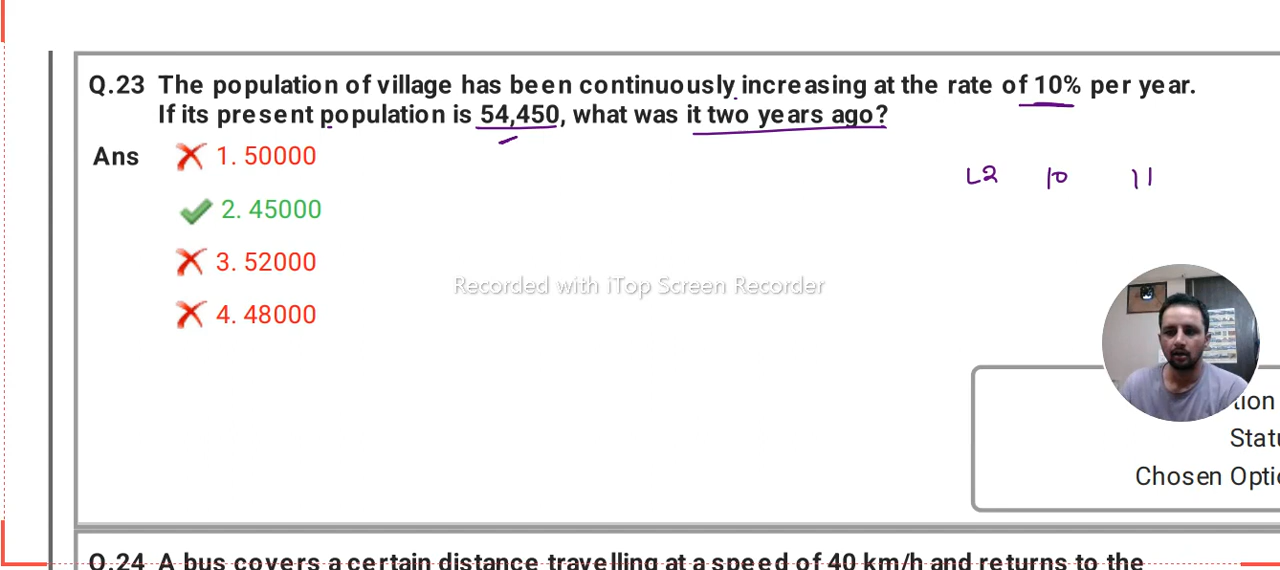 Q.23 The population of village has been continuously increasing at the rate of 10% per year.
If its present population is 54,450, what was it two years ago?
Ans 1. 50000
2. 45000
3. 52000
4. 48000
L2 10 11
Recorded with iTop Screen Recorder
tion
Statu
Chosen Optio
Q.24 A bus covers a certain distance travelling at a speed of 40 km/h and returns to the